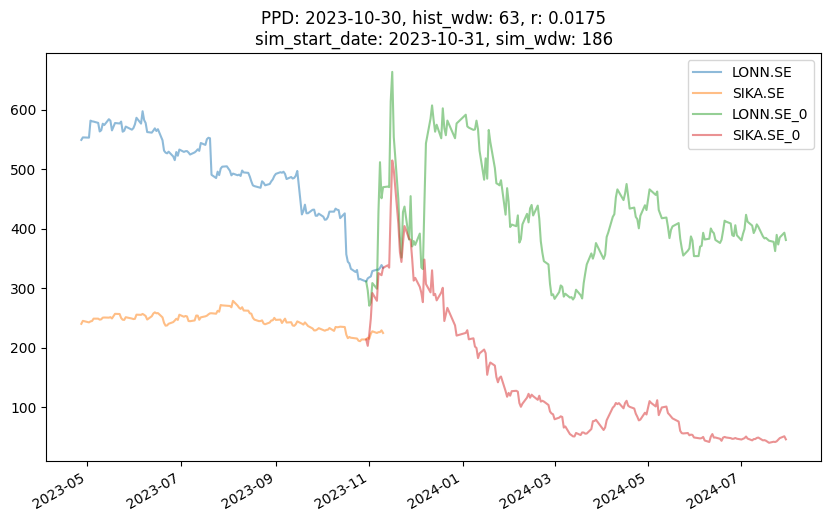 PPD: 2023-10-30, hist_wdw: 63, r: 0.0175
sim_start_date: 2023-10-31, sim_wdw: 186
LONN.SE
SIKA.SE
LONN.SE_0
SIKA.SE_0
600
500
400
300
200
100
2023-05
2023-07
2023-09
2023-11
2024-01
2024-03
2024-05
2024-07